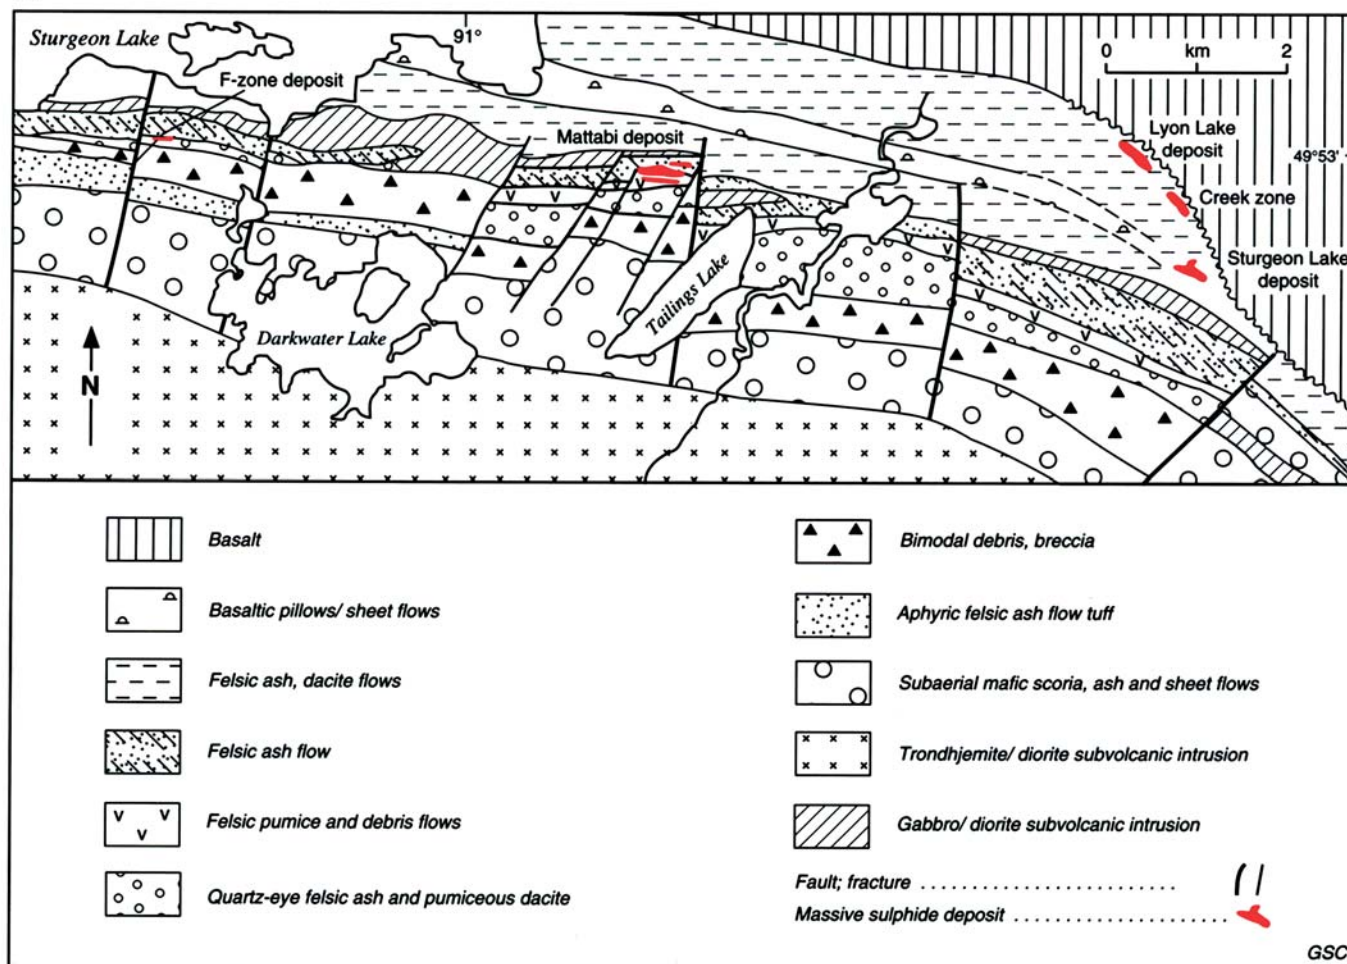 Sturgeon Lake
91°
0 km 2
F-zone deposit
Mattabi deposit
Lyon Lake
deposit
49°53'
Creek zone
Sturgeon Lake
deposit
Tailings Lake
Darkwater Lake
N
Basalt
Basaltic pillows/ sheet flows
Felsic ash, dacite flows
Felsic ash flow
Felsic pumice and debris flows
Quartz-eye felsic ash and pumiceous dacite
Bimodal debris, breccia
Aphyric felsic ash flow tuff
Subaerial mafic scoria, ash and sheet flows
Trondhjemite/ diorite subvolcanic intrusion
Gabbro/ diorite subvolcanic intrusion
Fault; fracture . . . . . . . . . . . . . . . . . . . . . . . . .
Massive sulphide deposit . . . . . . . . . . . . . . . . . . . . .
GSC